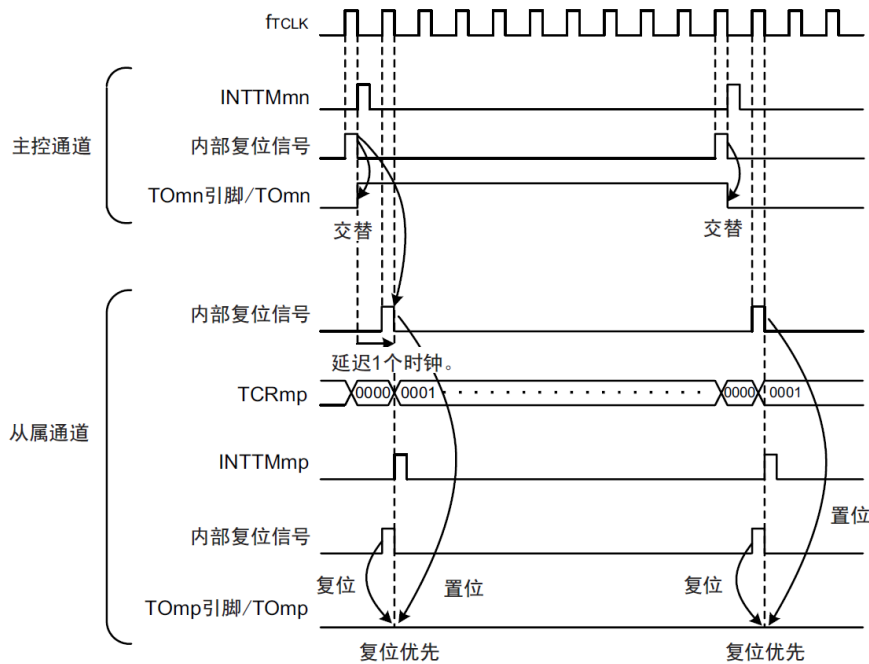 fTCLK
INTTMmn
主控通道
内部复位信号
TOmn引脚/TOmn
交替
交替
内部复位信号
延迟1个时钟。
TCRmp
0000
0001
0000
0001
从属通道
INTTMmp
置位
内部复位信号
复位
置位
复位
TOmp引脚/TOmp
复位优先
复位优先